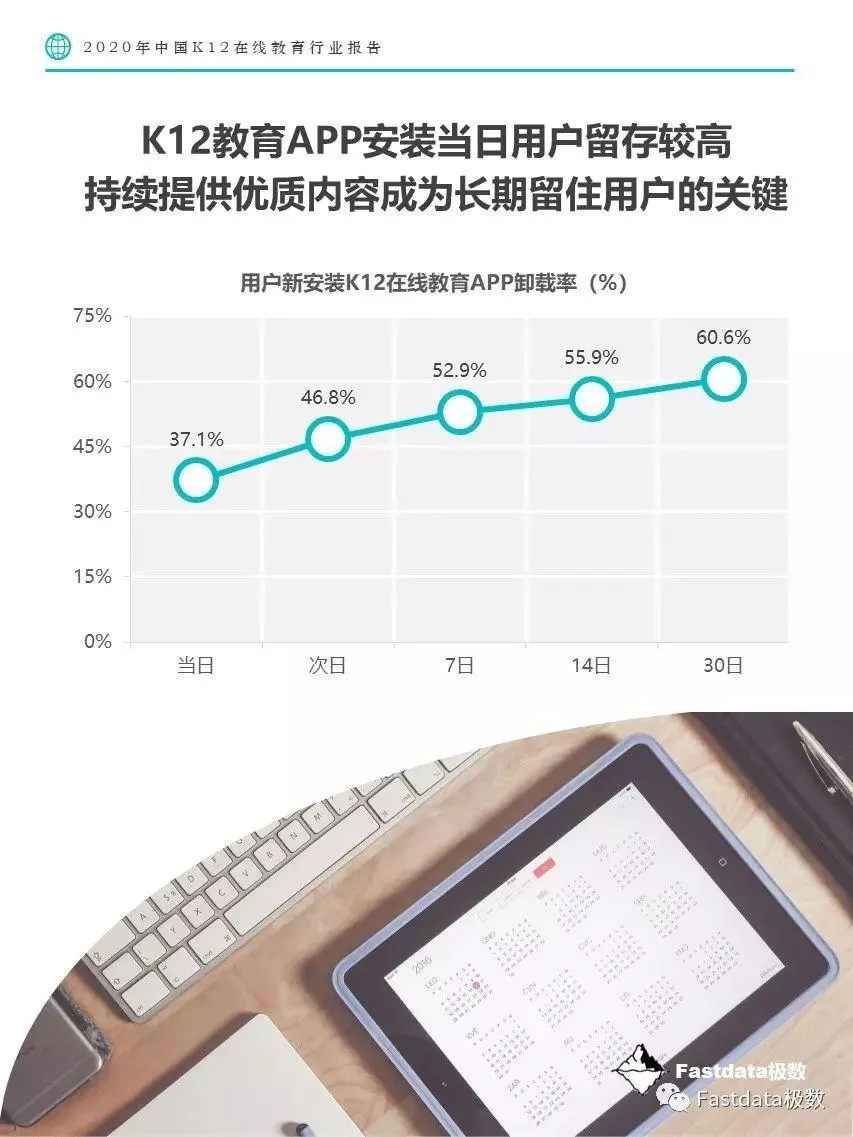 2020年中国K12在线教育行业报告
K12教育APP安装当日用户留存较高
持续提供优质内容成为长期留住用户的关键
用户新安装K12在线教育APP卸载率（%）
75%
60%
45%
30%
15%
0%
37.1%
46.8%
52.9%
55.9%
60.6%
当日
次日
7日
14日
30日
2016
Fastdata极数
Fastdata极数